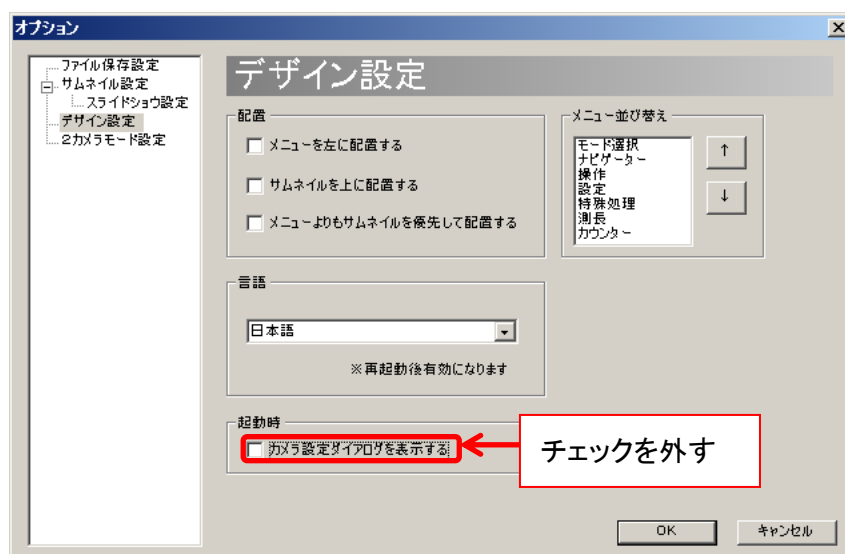 オプション
ファイル保存設定
サムネイル設定
スライドショウ設定
デザイン設定
2カメラモード設定
デザイン設定
配置
メニューを左に配置する
サムネイルを上に配置する
メニューよりもサムネイルを優先して配置する
メニュー並び替え
モード選択
ナビゲーター
操作
設定
特殊処理
測長
カウンター
↑
↓
言語
日本語
※再起動後有効になります
起動時
カメラ設定ダイアログを表示する
チェックを外す
OK
キャンセル